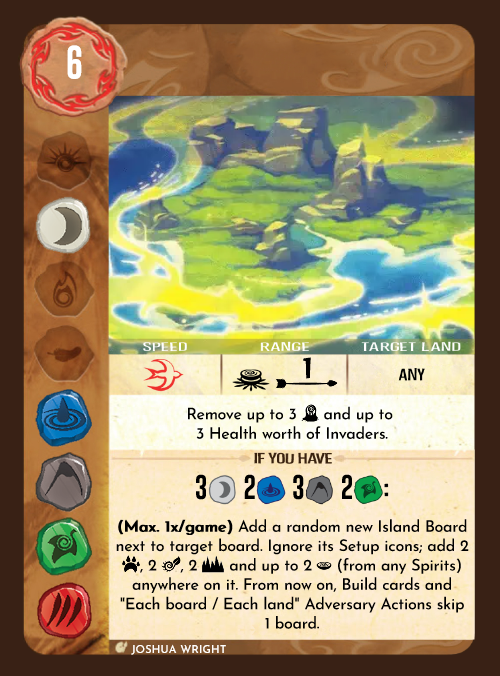 6
SPEED RANGE TARGET LAND
1
ANY
Remove up to 3 and up to
3 Health worth of Invaders.
IF YOU HAVE
3 2 3 2 :
(Max. 1x/game) Add a random new Island Board
next to target board. Ignore its Setup icons; add 2
, 2 , 2 and up to 2 (from any Spirits)
anywhere on it. From now on, Build cards and
"Each board / Each land" Adversary Actions skip
1 board.
JOSHUA WRIGHT